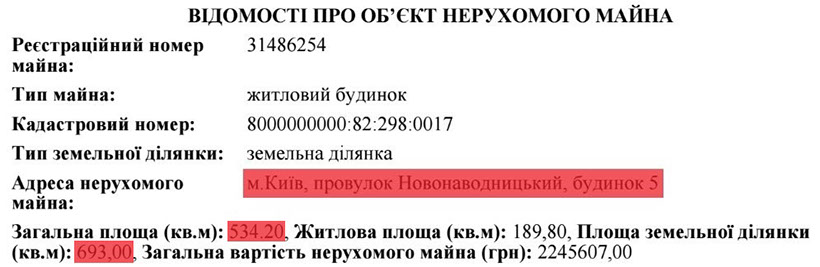 ВІДОМОСТІ ПРО ОБ’ЄКТ НЕРУХОМОГО МАЙНА
Реєстраційний номер майна: 31486254
Тип майна: житловий будинок
Кадастровий номер: 8000000000:82:298:0017
Тип земельної ділянки: земельна ділянка
Адреса нерухомого майна: м.Київ, провулок Новонаводницький, будинок 5
Загальна площа (кв.м): 534.20, Житлова площа (кв.м): 189,80, Площа земельної ділянки
(кв.м): 693,00, Загальна вартість нерухомого майна (грн): 2245607,00